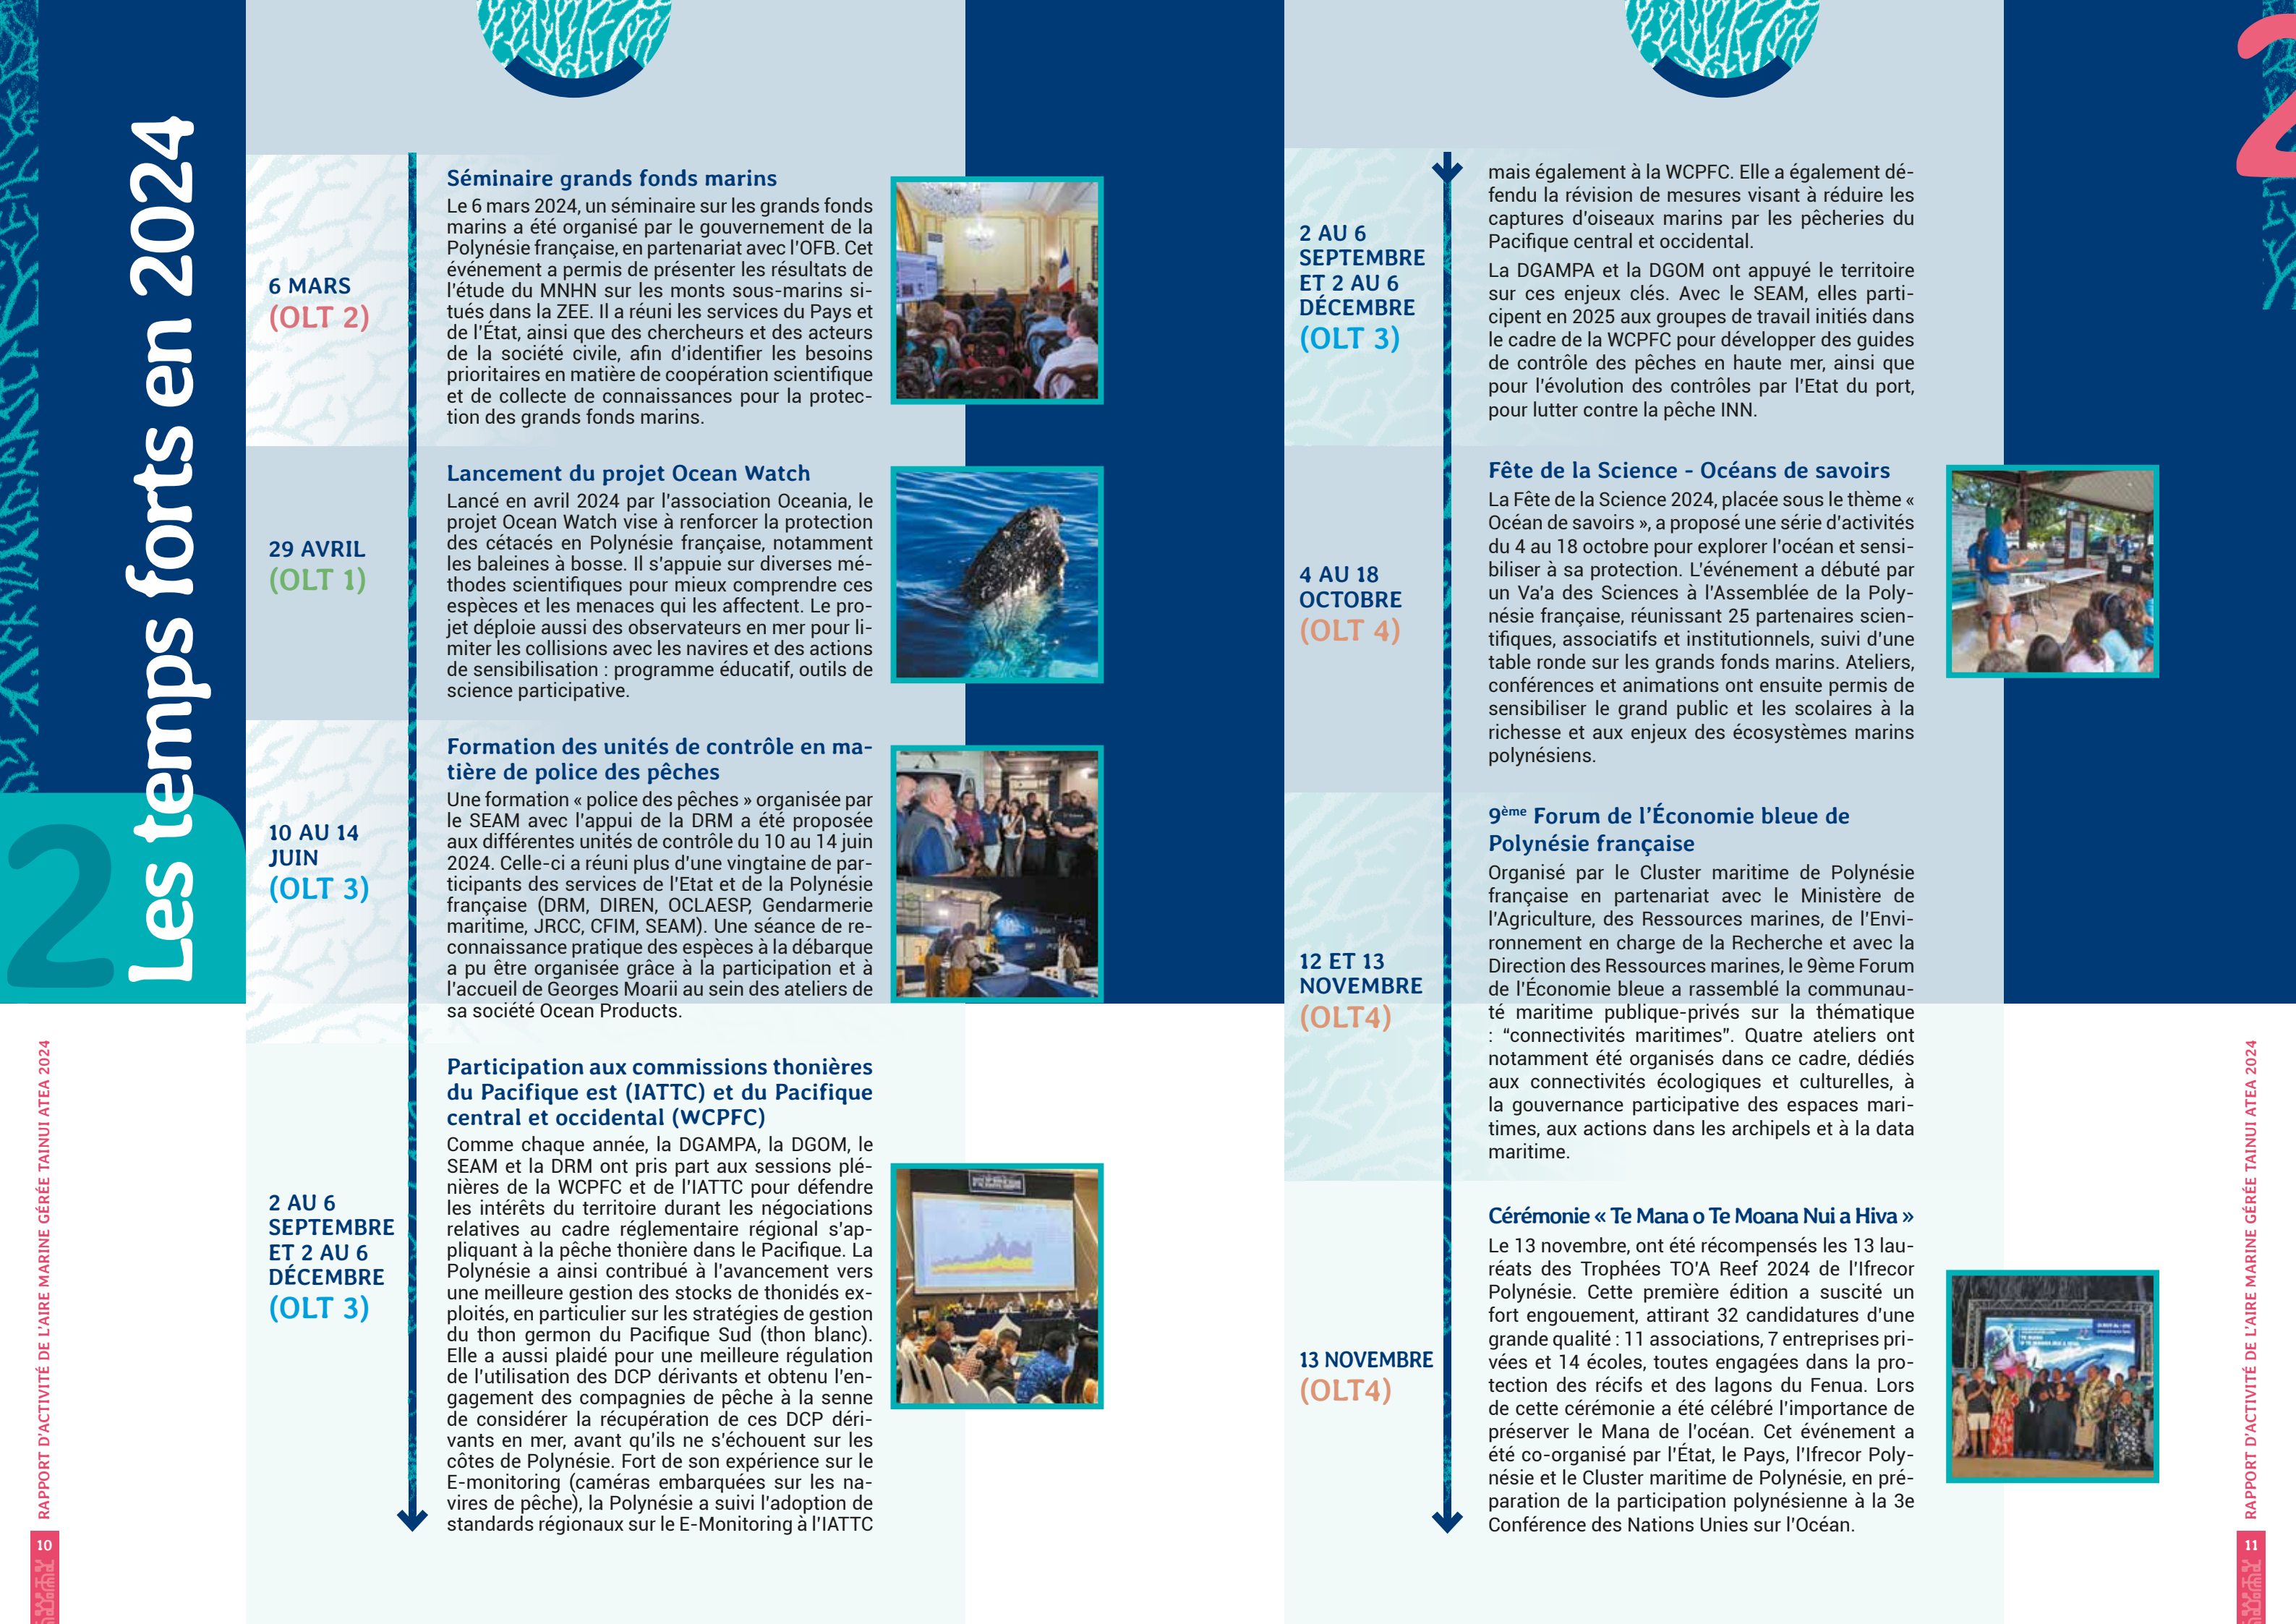 2
Les temps forts en 2024
6 MARS
(OLT 2)
Séminaire grands fonds marins
Le 6 mars 2024, un séminaire sur les grands fonds
marins a été organisé par le gouvernement de la
Polynésie française, en partenariat avec l'OFB. Cet
événement a permis de présenter les résultats de
l'étude du MNHN sur les monts sous-marins si-
tués dans la ZEE. Il a réuni les services du Pays et
de l'État, ainsi que des chercheurs et des acteurs
de la société civile, afin d'identifier les besoins
prioritaires en matière de coopération scientifique
et de collecte de connaissances pour la protec-
tion des grands fonds marins.
29 AVRIL
(OLT 1)
Lancement du projet Ocean Watch
Lancé en avril 2024 par l'association Oceania, le
projet Ocean Watch vise à renforcer la protection
des cétacés en Polynésie française, notamment
les baleines à bosse. Il s'appuie sur diverses mé-
thodes scientifiques pour mieux comprendre ces
espèces et les menaces qui les affectent. Le pro-
jet déploie aussi des observateurs en mer pour li-
miter les collisions avec les navires et des actions
de sensibilisation : programme éducatif, outils de
science participative.
10 AU 14
JUIN
(OLT 3)
Formation des unités de contrôle en ma-
tière de police des pêches
Une formation « police des pêches » organisée par
le SEAM avec l'appui de la DRM a été proposée
aux différentes unités de contrôle du 10 au 14 juin
2024. Celle-ci a réuni plus d'une vingtaine de par-
ticipants des services de l'Etat et de la Polynésie
française (DRM, DIREN, OCLAESP, Gendarmerie
maritime, JRCC, CFIM, SEAM). Une séance de re-
connaissance pratique des espèces à la débarque
a pu être organisée grâce à la participation et à
l'accueil de Georges Moarii au sein des ateliers de
sa société Ocean Products.
2 AU 6
SEPTEMBRE
ET 2 AU 6
DÉCEMBRE
(OLT 3)
Participation aux commissions thonières
du Pacifique est (IATTC) et du Pacifique
central et occidental (WCPFC)
Comme chaque année, la DGAMPA, la DGOM, le
SEAM et la DRM ont pris part aux sessions plé-
nières de la WCPFC et de l'IATTC pour défendre
les intérêts du territoire durant les négociations
relatives au cadre réglementaire régional s'ap-
pliquant à la pêche thonière dans le Pacifique. La
Polynésie a ainsi contribué à l'avancement vers
une meilleure gestion des stocks de thonidés ex-
ploités, en particulier sur les stratégies de gestion
du thon germon du Pacifique Sud (thon blanc).
Elle a aussi plaidé pour une meilleure régulation
de l'utilisation des DCP dérivants et obtenu l'en-
gagement des compagnies de pêche à la senne
de considérer la récupération de ces DCP déri-
vants en mer, avant qu'ils ne s'échouent sur les
côtes de Polynésie. Fort de son expérience sur le
E-monitoring (caméras embarquées sur les na-
vires de pêche), la Polynésie a suivi l'adoption de
standards régionaux sur le E-Monitoring à l'IATTC
RAPPORT D'ACTIVITÉ DE L'AIRE MARINE GÉRÉE TAINUI ATEA 2024
10
2
2 AU 6
SEPTEMBRE
ET 2 AU 6
DÉCEMBRE
(OLT 3)
mais également à la WCPFC. Elle a également dé-
fendu la révision de mesures visant à réduire les
captures d'oiseaux marins par les pêcheries du
Pacifique central et occidental.
La DGAMPA et la DGOM ont appuyé le territoire
sur ces enjeux clés. Avec le SEAM, elles parti-
cipent en 2025 aux groupes de travail initiés dans
le cadre de la WCPFC pour développer des guides
de contrôle des pêches en haute mer, ainsi que
pour l'évolution des contrôles par l'Etat du port,
pour lutter contre la pêche INN.
4 AU 18
OCTOBRE
(OLT 4)
Fête de la Science - Océans de savoirs
La Fête de la Science 2024, placée sous le thème «
Océan de savoirs », a proposé une série d'activités
du 4 au 18 octobre pour explorer l'océan et sensi-
biliser à sa protection. L'événement a débuté par
un Va'a des Sciences à l'Assemblée de la Poly-
nésie française, réunissant 25 partenaires scien-
tifiques, associatifs et institutionnels, suivi d'une
table ronde sur les grands fonds marins. Ateliers,
conférences et animations ont ensuite permis de
sensibiliser le grand public et les scolaires à la
richesse et aux enjeux des écosystèmes marins
polynésiens.
12 ET 13
NOVEMBRE
(OLT4)
9ème Forum de l'Économie bleue de
Polynésie française
Organisé par le Cluster maritime de Polynésie
française en partenariat avec le Ministère de
l'Agriculture, des Ressources marines, de l'Envi-
ronnement en charge de la Recherche et avec la
Direction des Ressources marines, le 9ème Forum
de l'Économie bleue a rassemblé la communau-
té maritime publique-privés sur la thématique
: “connectivités maritimes”. Quatre ateliers ont
notamment été organisés dans ce cadre, dédiés
aux connectivités écologiques et culturelles, à
la gouvernance participative des espaces mari-
times, aux actions dans les archipels et à la data
maritime.
13 NOVEMBRE
(OLT4)
Cérémonie « Te Mana o Te Moana Nui a Hiva »
Le 13 novembre, ont été récompensés les 13 lau-
réats des Trophées TO'A Reef 2024 de l'Ifrecor
Polynésie. Cette première édition a suscité un
fort engouement, attirant 32 candidatures d'une
grande qualité : 11 associations, 7 entreprises pri-
vées et 14 écoles, toutes engagées dans la pro-
tection des récifs et des lagons du Fenua. Lors
de cette cérémonie a été célébré l'importance de
préserver le Mana de l'océan. Cet événement a
été co-organisé par l'État, le Pays, l'Ifrecor Poly-
nésie et le Cluster maritime de Polynésie, en pré-
paration de la participation polynésienne à la 3e
Conférence des Nations Unies sur l'Océan.
RAPPORT D'ACTIVITÉ DE L'AIRE MARINE GÉRÉE TAINUI ATEA 2024
11